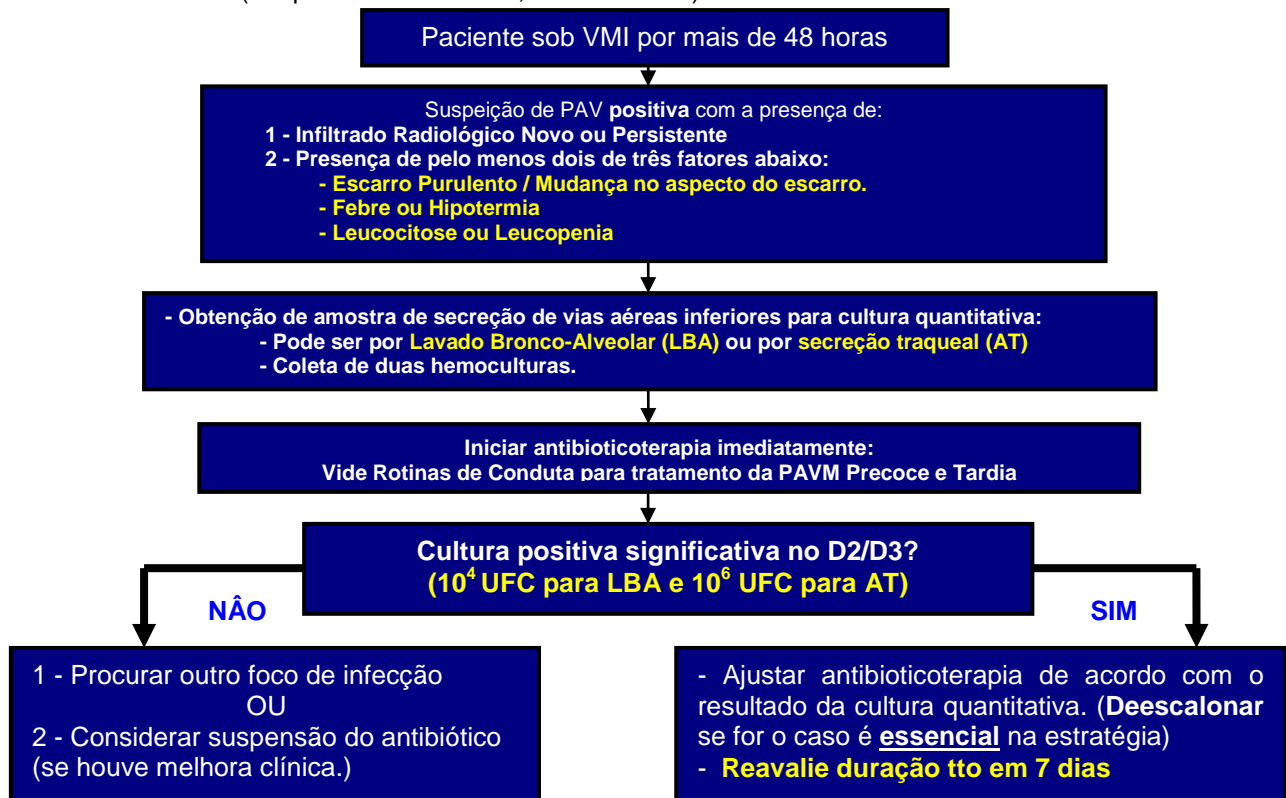 Paciente sob VMI por mais de 48 horas
Suspeição de PAV positiva com a presença de:
1 - Infiltrado Radiológico Novo ou Persistente
2 - Presença de pelo menos dois de três fatores abaixo:
- Escarro Purulento / Mudança no aspecto do escarro.
- Febre ou Hipotermia
- Leucocitose ou Leucopenia
- Obtenção de amostra de secreção de vias aéreas inferiores para cultura quantitativa:
- Pode ser por Lavado Bronco-Alveolar (LBA) ou por secreção traqueal (AT)
- Coleta de duas hemoculturas.
Iniciar antibioticoterapia imediatamente:
Vide Rotinas de Conduta para tratamento da PAVM Precoce e Tardia
Cultura positiva significativa no D2/D3?
(10⁴ UFC para LBA e 10⁶ UFC para AT)
NÂO
SIM
1 - Procurar outro foco de infecção
OU
2 - Considerar suspensão do antibiótico
(se houve melhora clínica.)
- Ajustar antibioticoterapia de acordo com o
resultado da cultura quantitativa. (Deescalonar
se for o caso é essencial na estratégia)
- Reavalie duração tto em 7 dias